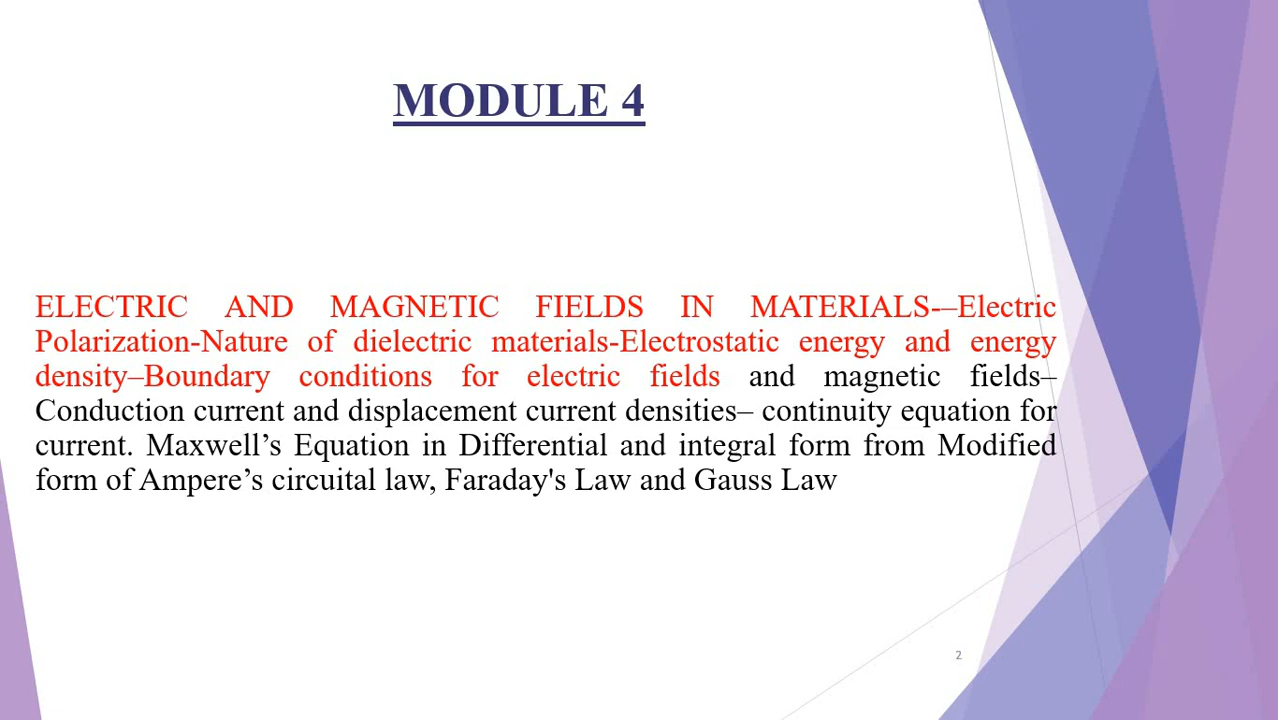 MODULE 4
ELECTRIC AND MAGNETIC FIELDS IN MATERIALS-–Electric
Polarization-Nature of dielectric materials-Electrostatic energy and energy
density–Boundary conditions for electric fields and magnetic fields–
Conduction current and displacement current densities– continuity equation for
current. Maxwell’s Equation in Differential and integral form from Modified
form of Ampere’s circuital law, Faraday's Law and Gauss Law
2